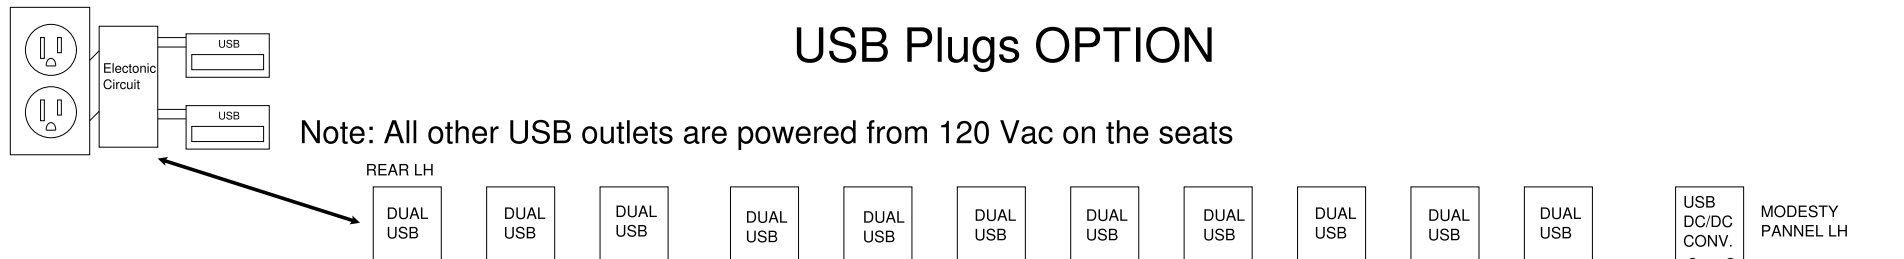 USB Plugs OPTION
USB
Electonic
Circuit
USB
Note: All other USB outlets are powered from 120 Vac on the seats
REAR LH
DUAL
USB
DUAL
USB
DUAL
USB
DUAL
USB
DUAL
USB
DUAL
USB
DUAL
USB
DUAL
USB
DUAL
USB
DUAL
USB
DUAL
USB
USB
DC/DC
CONV.
MODESTY
PANNEL LH